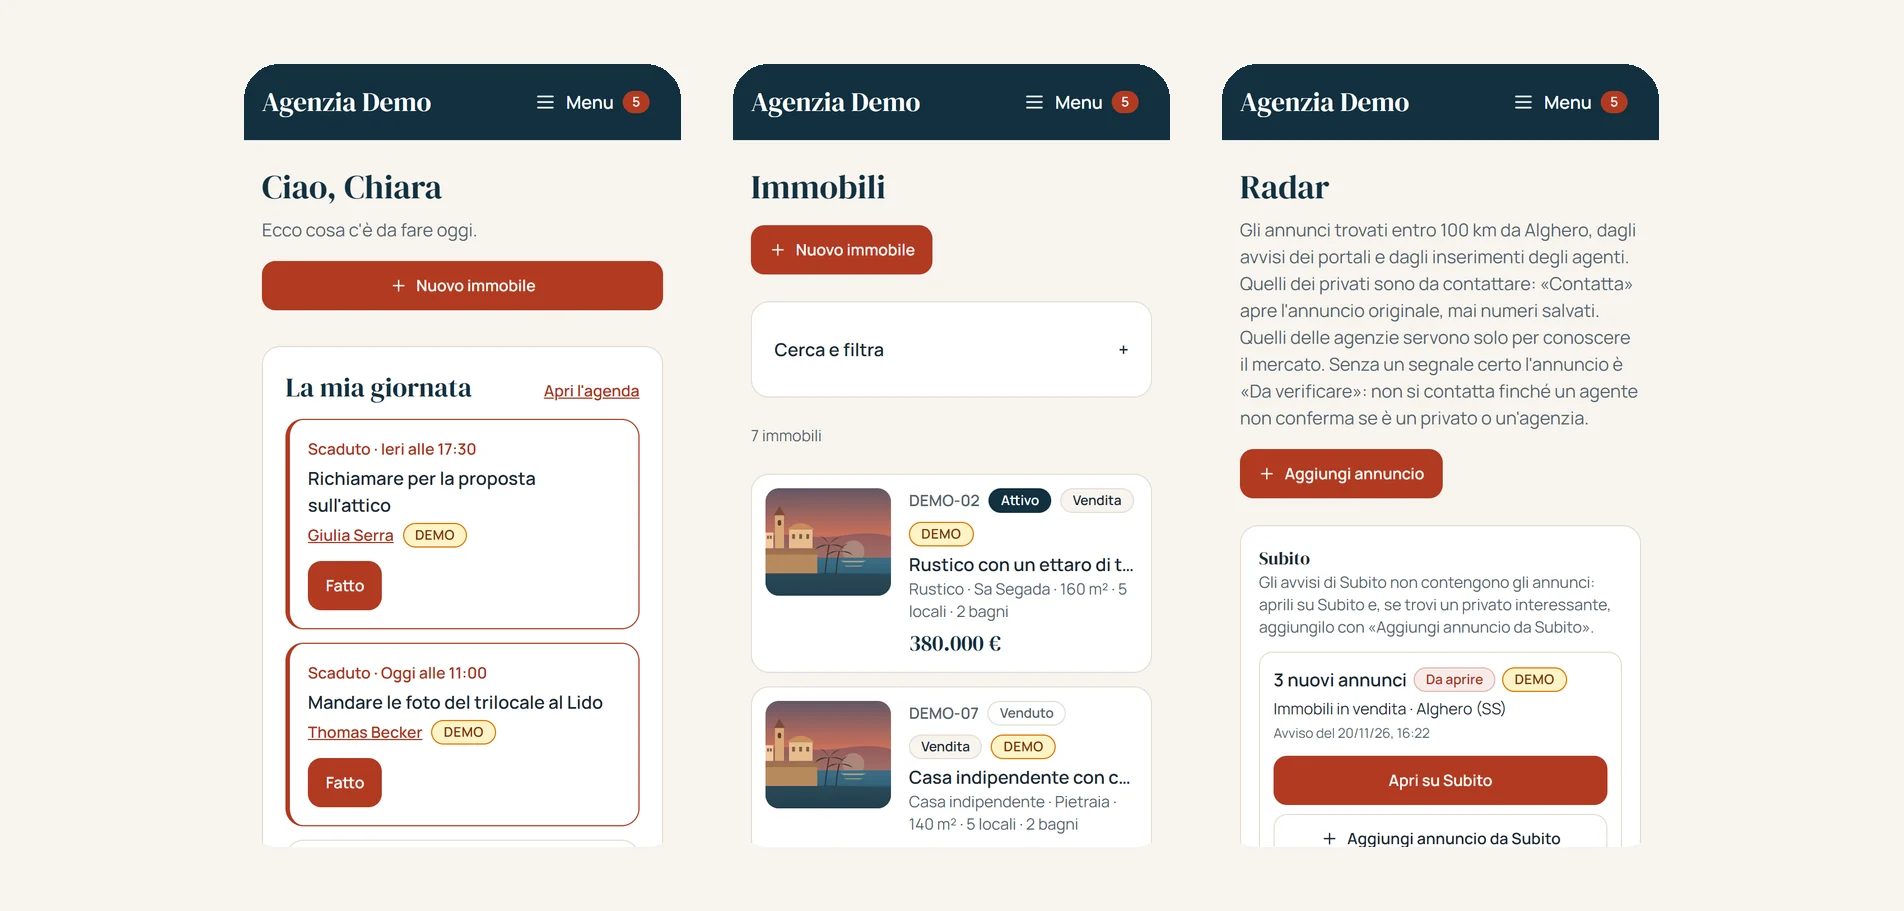 Agenzia Demo
Menu 5
Ciao, Chiara
Ecco cosa c'è da fare oggi.
+ Nuovo immobile
La mia giornata
Apri l'agenda
Scaduto · Ieri alle 17:30
Richiamare per la proposta
sull'attico
Giulia Serra DEMO
Fatto
Scaduto · Oggi alle 11:00
Mandare le foto del trilocale al Lido
Thomas Becker DEMO
Fatto
Agenzia Demo
Menu 5
Immobili
+ Nuovo immobile
Cerca e filtra +
7 immobili
DEMO-02 Attivo Vendita
DEMO
Rustico con un ettaro di t...
Rustico · Sa Segada · 160 m² · 5
locali · 2 bagni
380.000 €
DEMO-07 Venduto
Vendita DEMO
Casa indipendente con c...
Casa indipendente · Pietraia ·
140 m² · 5 locali · 2 bagni
Agenzia Demo
Menu 5
Radar
Gli annunci trovati entro 100 km da Alghero, dagli
avvisi dei portali e dagli inserimenti degli agenti.
Quelli dei privati sono da contattare: «Contatta»
apre l'annuncio originale, mai numeri salvati.
Quelli delle agenzie servono solo per conoscere
il mercato. Senza un segnale certo l'annuncio è
«Da verificare»: non si contatta finché un agente
non conferma se è un privato o un'agenzia.
+ Aggiungi annuncio
Subito
Gli avvisi di Subito non contengono gli annunci:
aprili su Subito e, se trovi un privato interessante,
aggiungilo con «Aggiungi annuncio da Subito».
3 nuovi annunci Da aprire DEMO
Immobili in vendita · Alghero (SS)
Avviso del 20/11/26, 16:22
Apri su Subito
+ Aggiungi annuncio da Subito